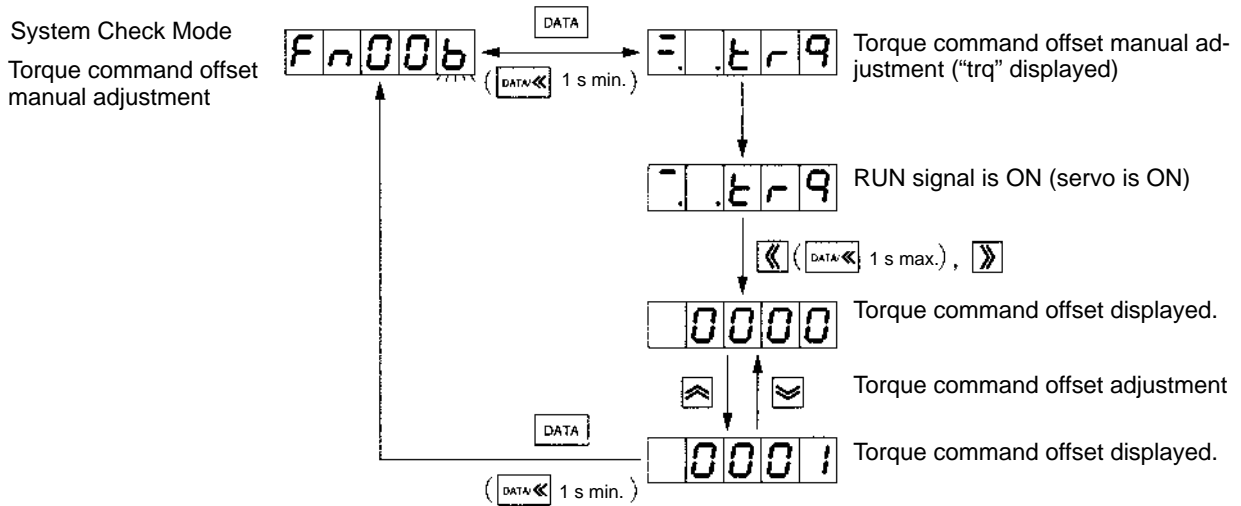 System Check Mode
Torque command offset
manual adjustment
Fn00b
DATA
( DATA/≪ 1 s min. )
.trq
Torque command offset manual ad-
justment (“trq” displayed)
.trq
RUN signal is ON (servo is ON)
≪ ( DATA/≪ 1 s max.) , ≫
0000
Torque command offset displayed.
Torque command offset adjustment
DATA
( DATA/≪ 1 s min. )
0001
Torque command offset displayed.